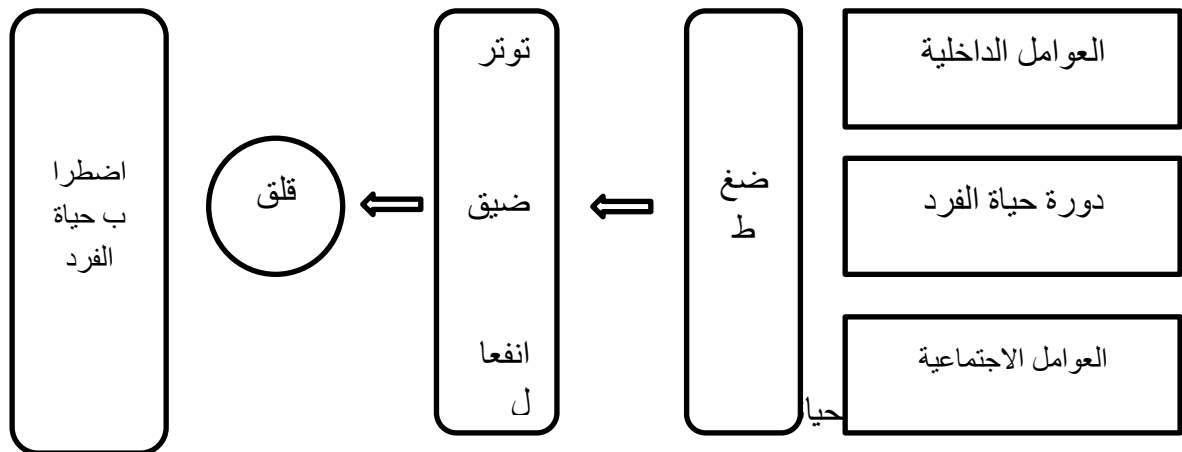 العوامل الداخلية
دورة حياة الفرد
العوامل الاجتماعية
حيا
ضغ
ط
توتر
ضيق
انفعا
ل
قلق
اضطرا
ب حياة
الفرد